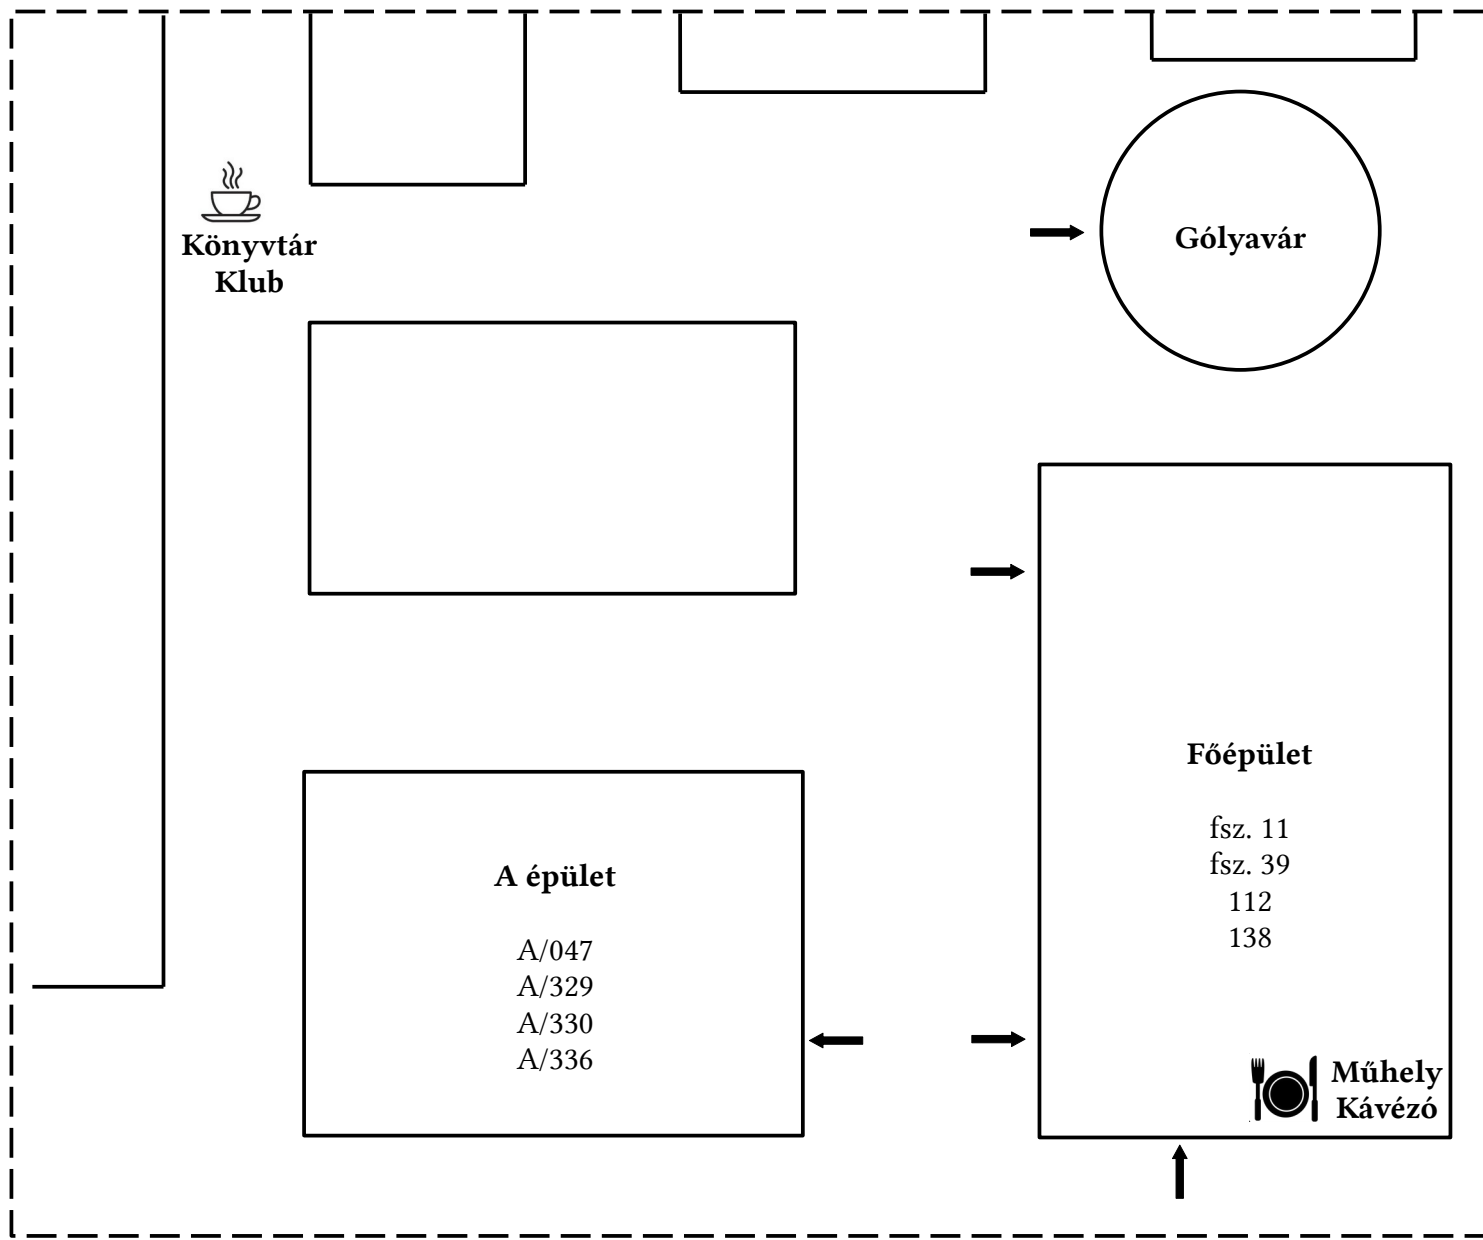 Könyvtár
Klub
Gólyavár
A épület
A/047
A/329
A/330
A/336
Főépület
fsz. 11
fsz. 39
112
138
Műhely
Kávézó